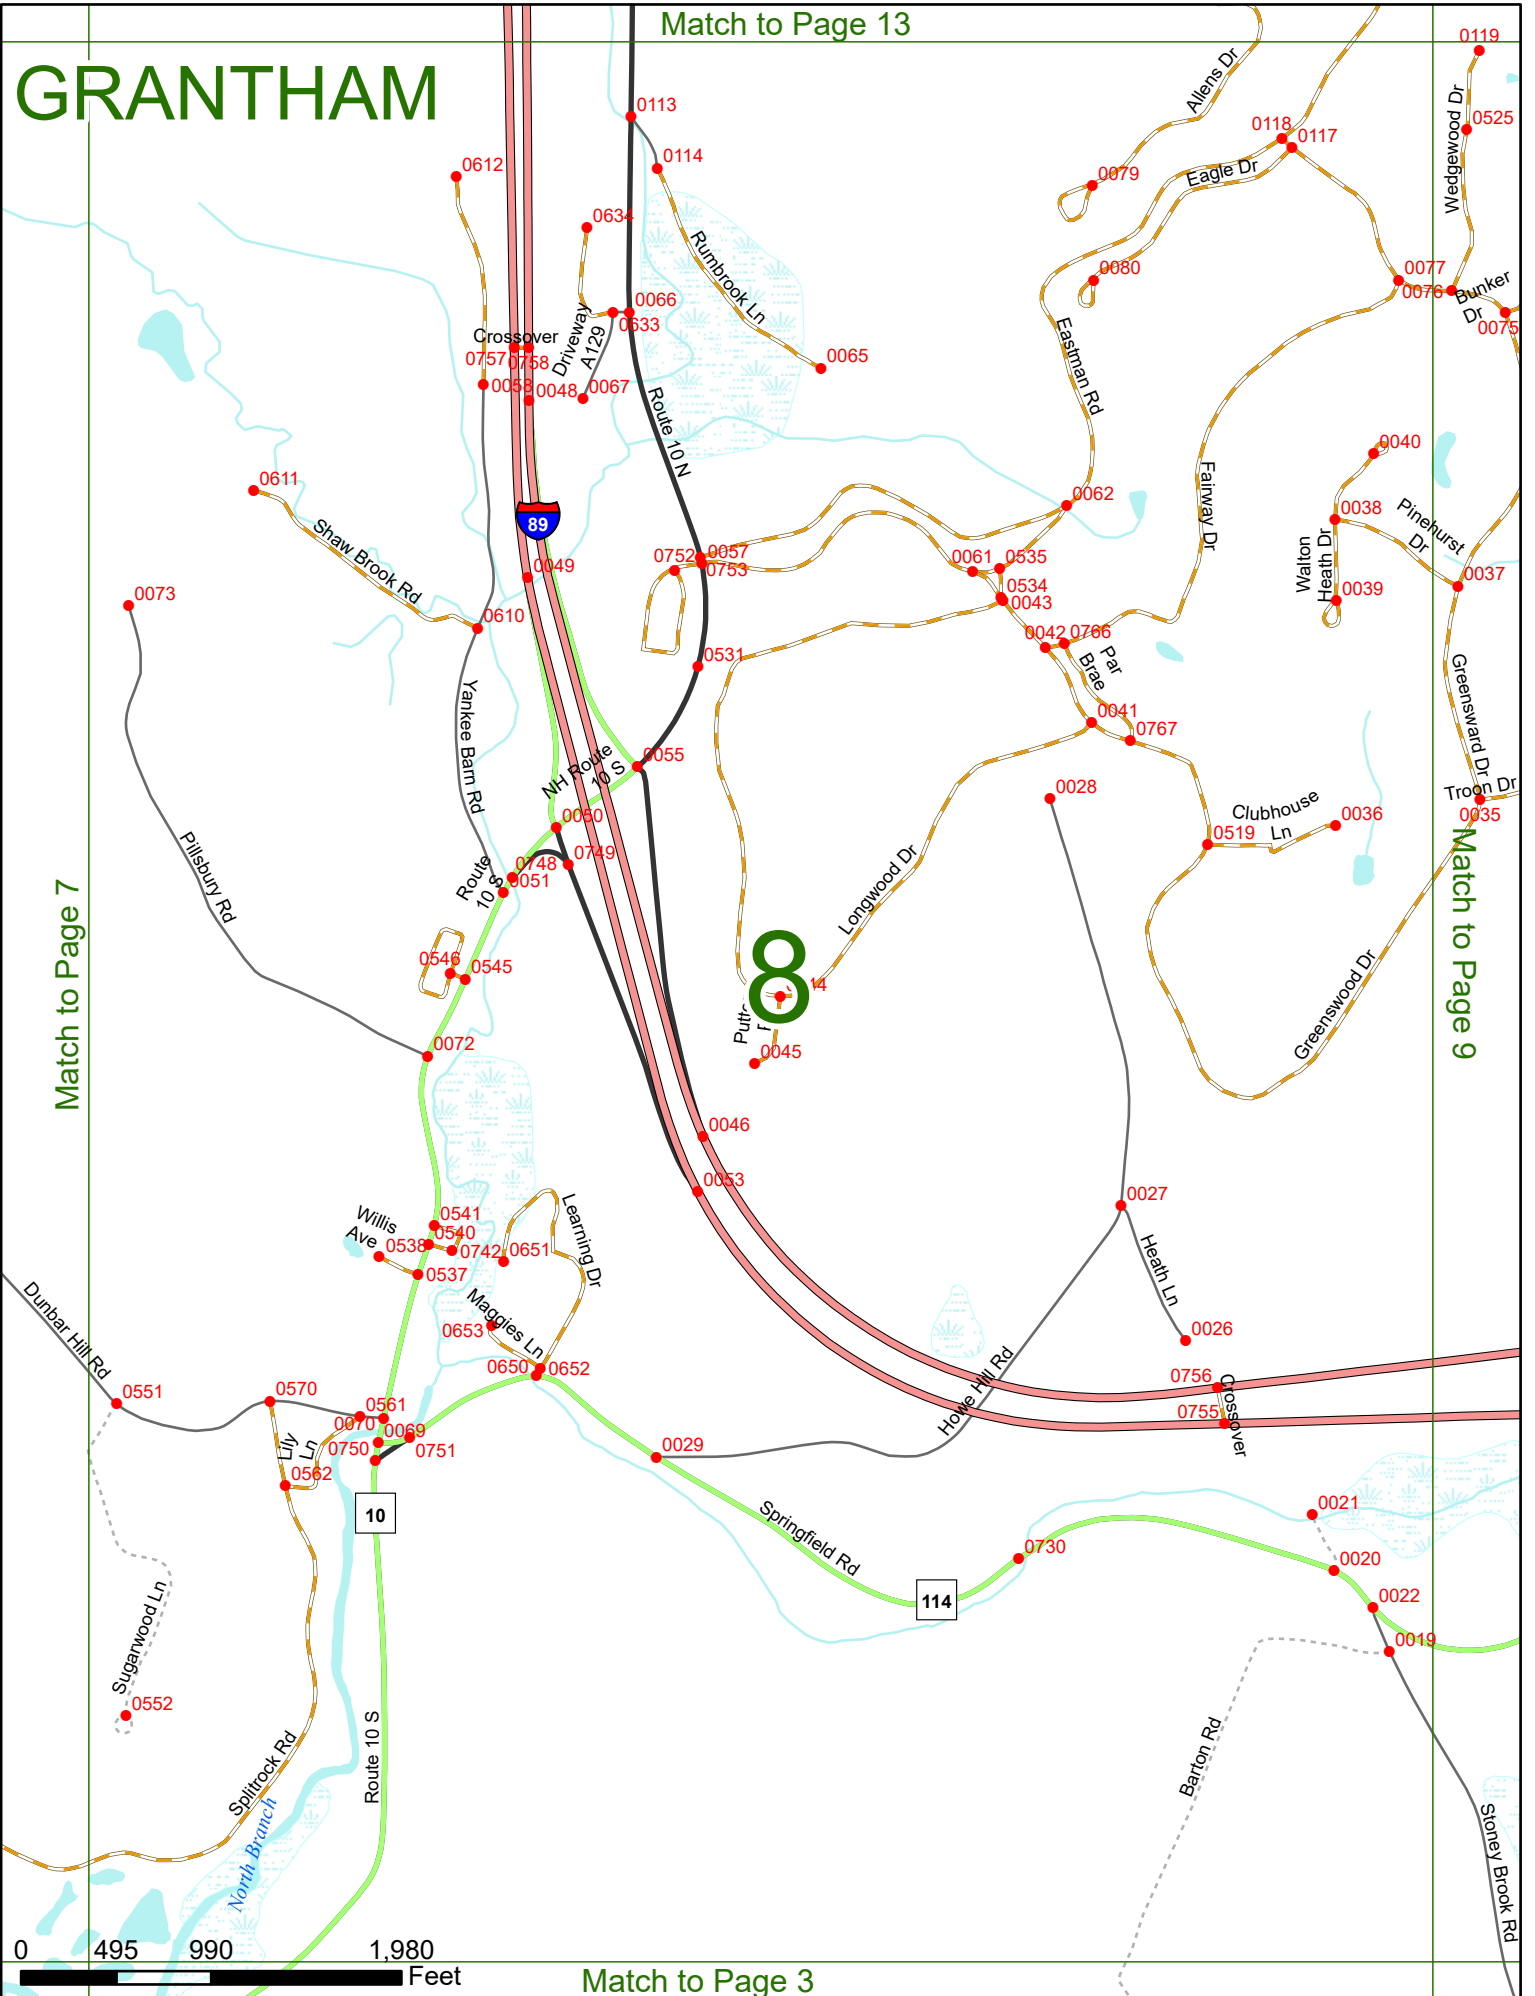 Match to Page 13
GRANTHAM
0119
Allens Dr
0113
0118
0117
Wedgewood Dr
0525
0114
0612
0079
Eagle Dr
0634
Rumbrook Ln
0080
0077
0076
Bunker
Dr
0075
0066
0633
Driveway
A129
Crossover
0757
0758
0058
0048
0067
0065
Eastman Rd
Route 10 N
0040
0611
Fairway Dr
0062
0038
Pinehurst
Dr
89
Shaw Brook Rd
0049
0752
0057
0753
0061
0535
0534
0043
Walton
Heath Dr
0037
0039
0073
0610
0042
0766
Par
Brae
0531
Yankee Barn Rd
0041
0767
Greensward Dr
NH Route
10 S
0055
0028
Troon Dr
0035
Clubhouse
Ln
0036
0050
0519
0749
0748
0051
Route
10 S
Pillsbury Rd
Longwood Dr
Match to Page 7
Match to Page 9
0546
0545
8
14
Putt
0045
Greenswood Dr
0072
0046
0053
0027
Willis
Ave
0541
0540
0538
0742
0651
Learning Dr
0537
Heath Ln
Dunbar Hill Rd
Maggies Ln
0653
0026
0650
0652
Howe Hill Rd
0756
Crossover
0755
0551
0570
0561
0070
0069
0750
0751
Lily
Ln
0562
0029
10
0021
Springfield Rd
0730
0020
114
0022
0019
Sugarwood Ln
0552
Route 10 S
Splitrock Rd
Barton Rd
North Branch
Stoney Brook Rd
0 495 990 1,980
Feet
Match to Page 3